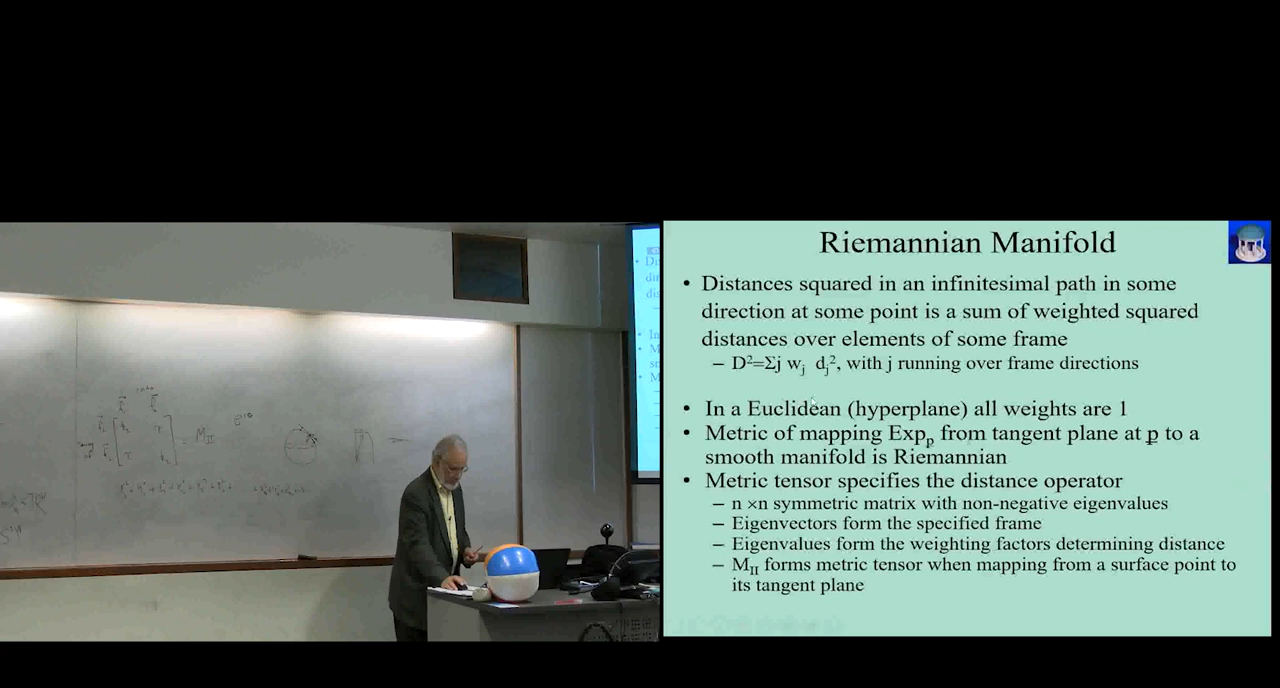 Riemannian Manifold
• Distances squared in an infinitesimal path in some
direction at some point is a sum of weighted squared
distances over elements of some frame
– D²=Σj wⱼ dⱼ², with j running over frame directions
• In a Euclidean (hyperplane) all weights are 1
• Metric of mapping Expₚ from tangent plane at p to a
smooth manifold is Riemannian
• Metric tensor specifies the distance operator
– n ×n symmetric matrix with non-negative eigenvalues
– Eigenvectors form the specified frame
– Eigenvalues form the weighting factors determining distance
– M_II forms metric tensor when mapping from a surface point to
its tangent plane
= M_II